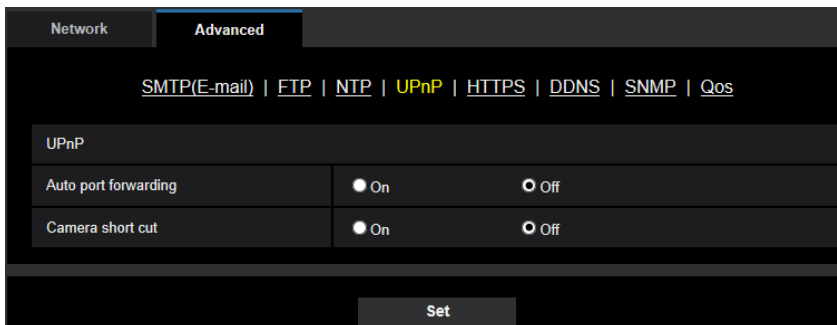 Network Advanced
SMTP(E-mail) | FTP | NTP | UPnP | HTTPS | DDNS | SNMP | Qos
UPnP
Auto port forwarding On Off
Camera short cut On Off
Set